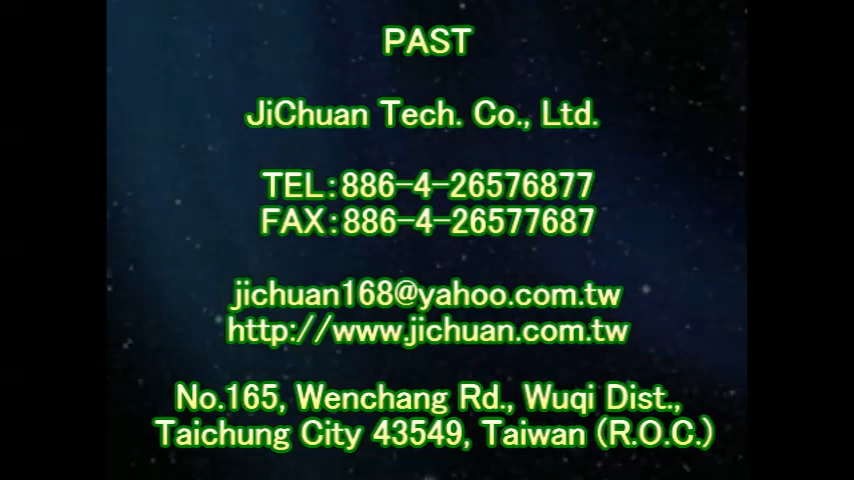 PAST
JiChuan Tech. Co., Ltd.
TEL:886-4-26576877
FAX:886-4-26577687
jichuan168@yahoo.com.tw
http://www.jichuan.com.tw
No.165, Wenchang Rd., Wuqi Dist.,
Taichung City 43549, Taiwan (R.O.C.)